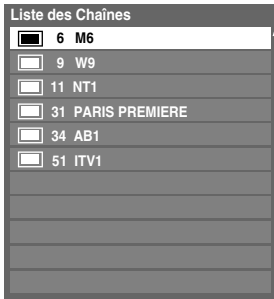 Liste des Chaînes
6 M6
9 W9
11 NT1
31 PARIS PREMIERE
34 AB1
51 ITV1